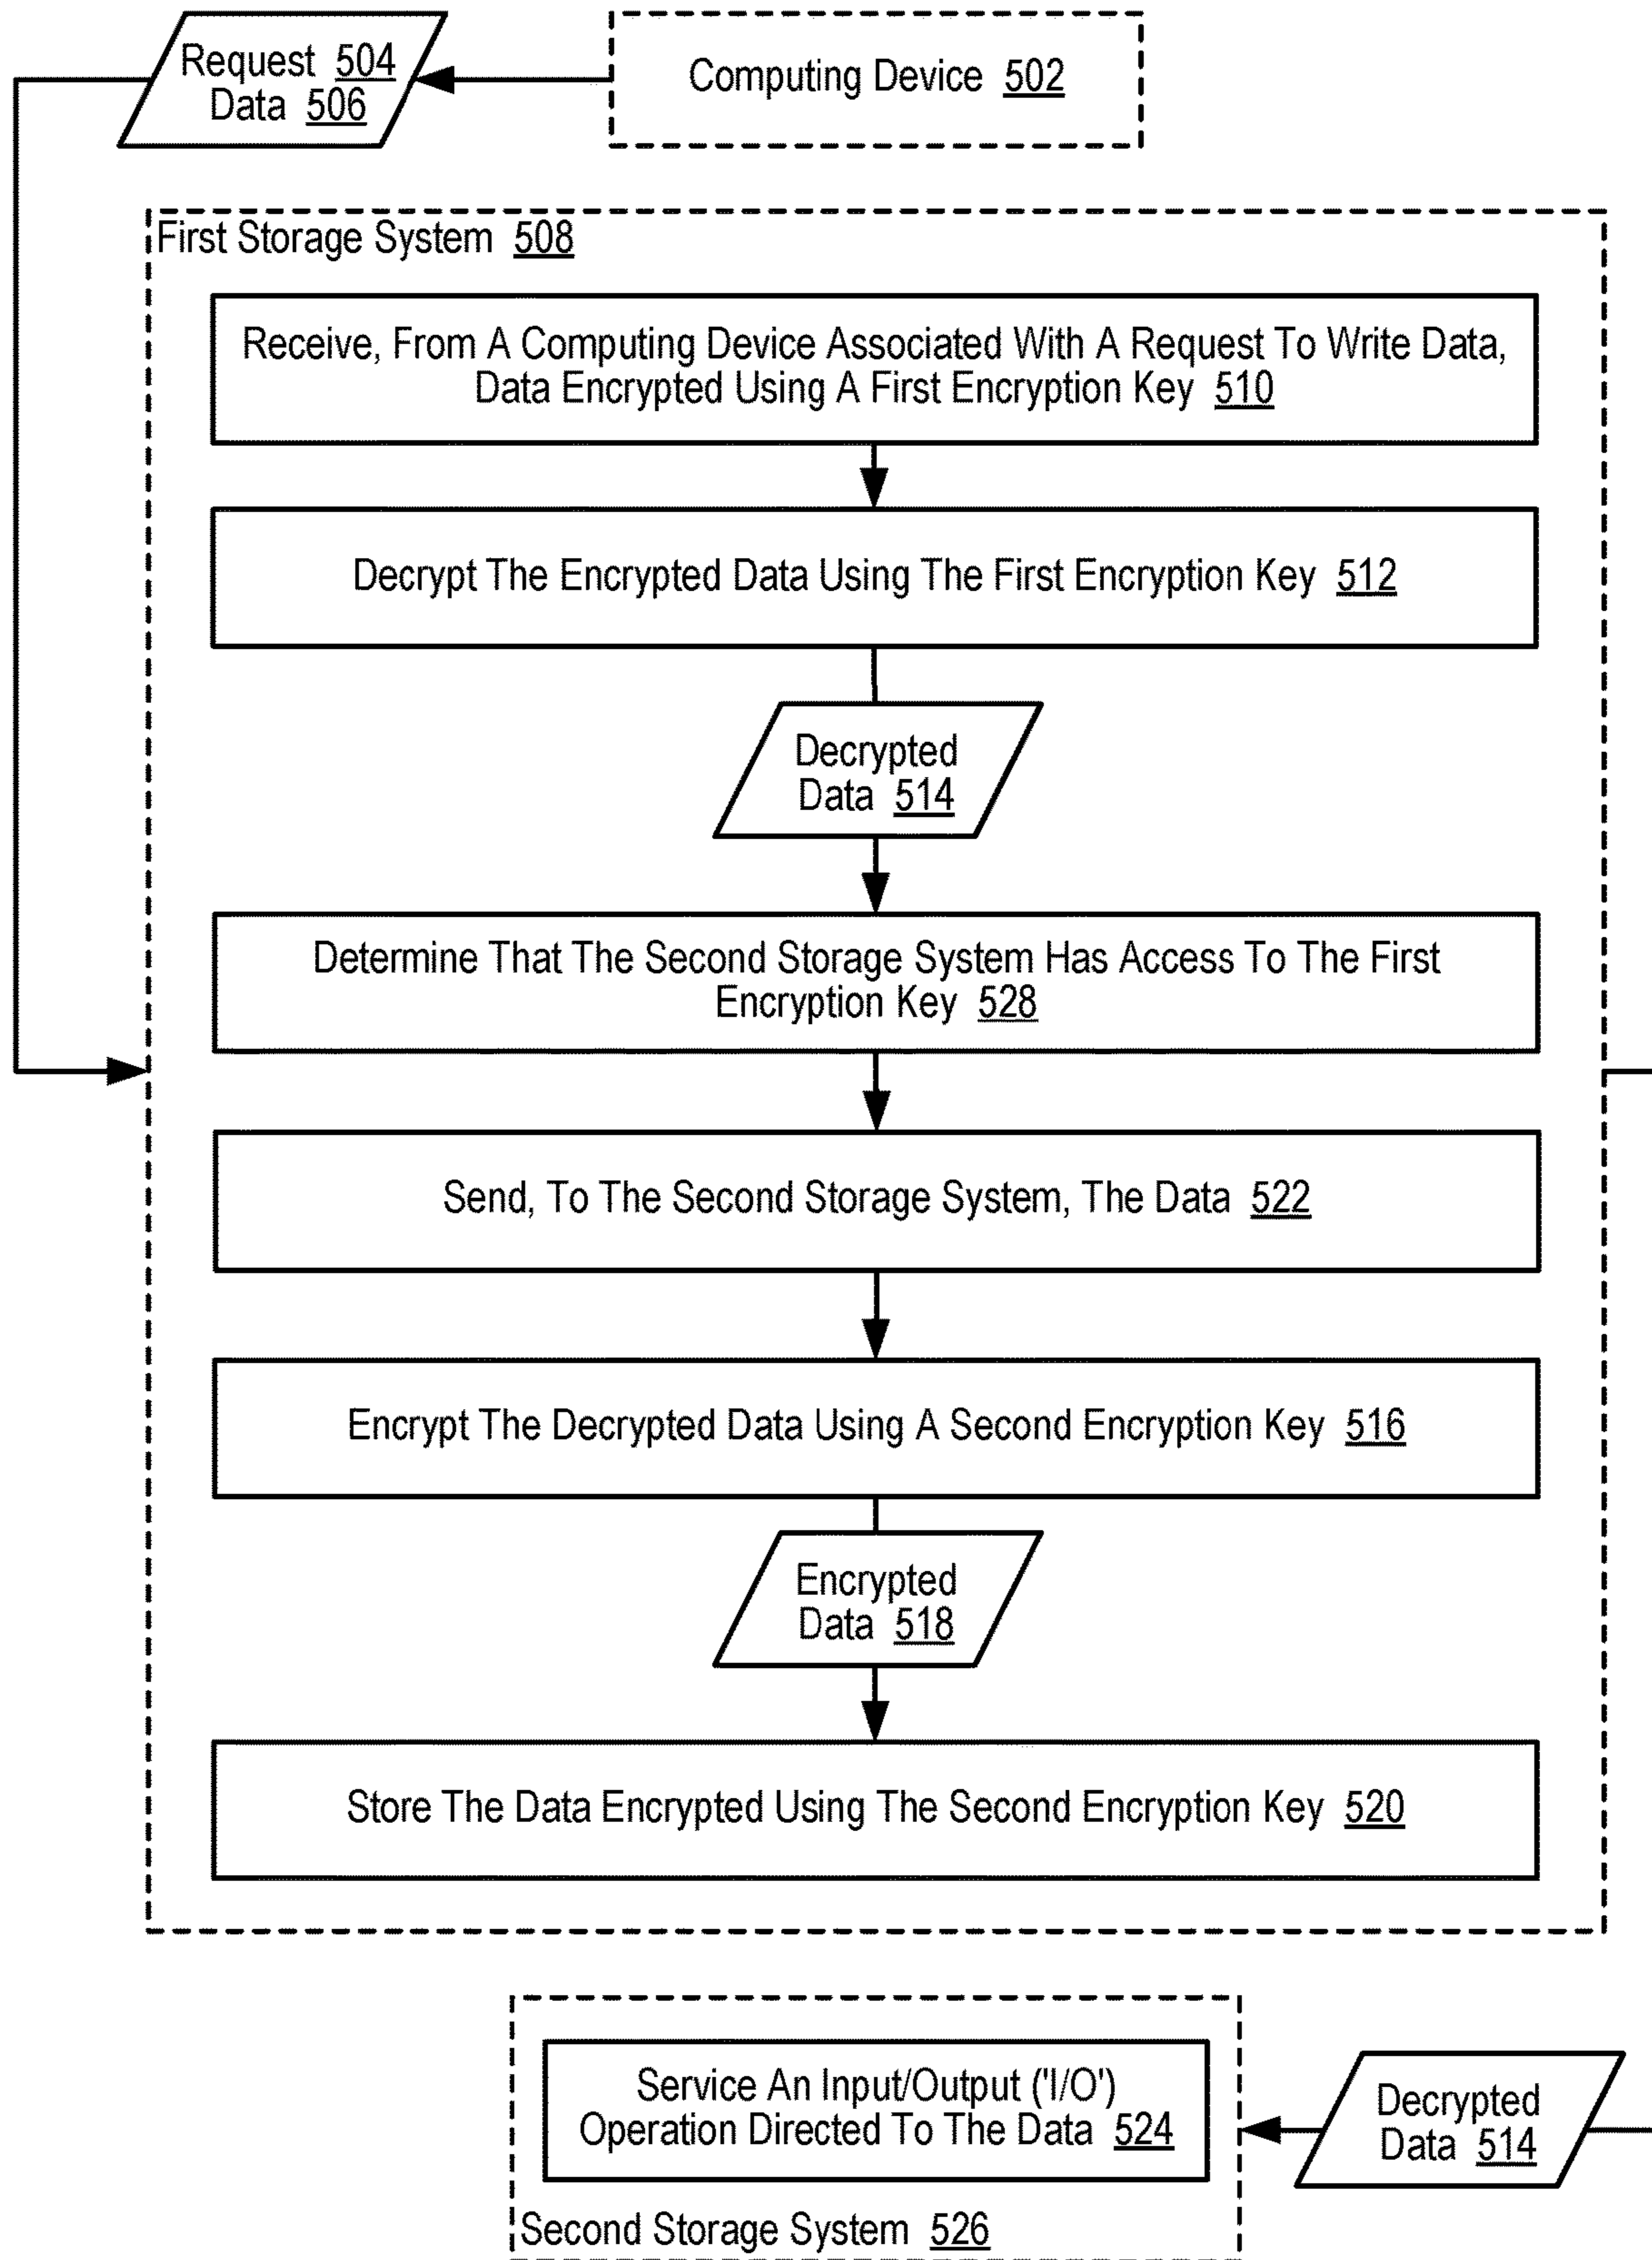 Request 504
Data 506
Computing Device 502
First Storage System 508
Receive, From A Computing Device Associated With A Request To Write Data,
Data Encrypted Using A First Encryption Key 510
Decrypt The Encrypted Data Using The First Encryption Key 512
Decrypted
Data 514
Determine That The Second Storage System Has Access To The First
Encryption Key 528
Send, To The Second Storage System, The Data 522
Encrypt The Decrypted Data Using A Second Encryption Key 516
Encrypted
Data 518
Store The Data Encrypted Using The Second Encryption Key 520
Service An Input/Output ('I/O')
Operation Directed To The Data 524
Second Storage System 526
Decrypted
Data 514